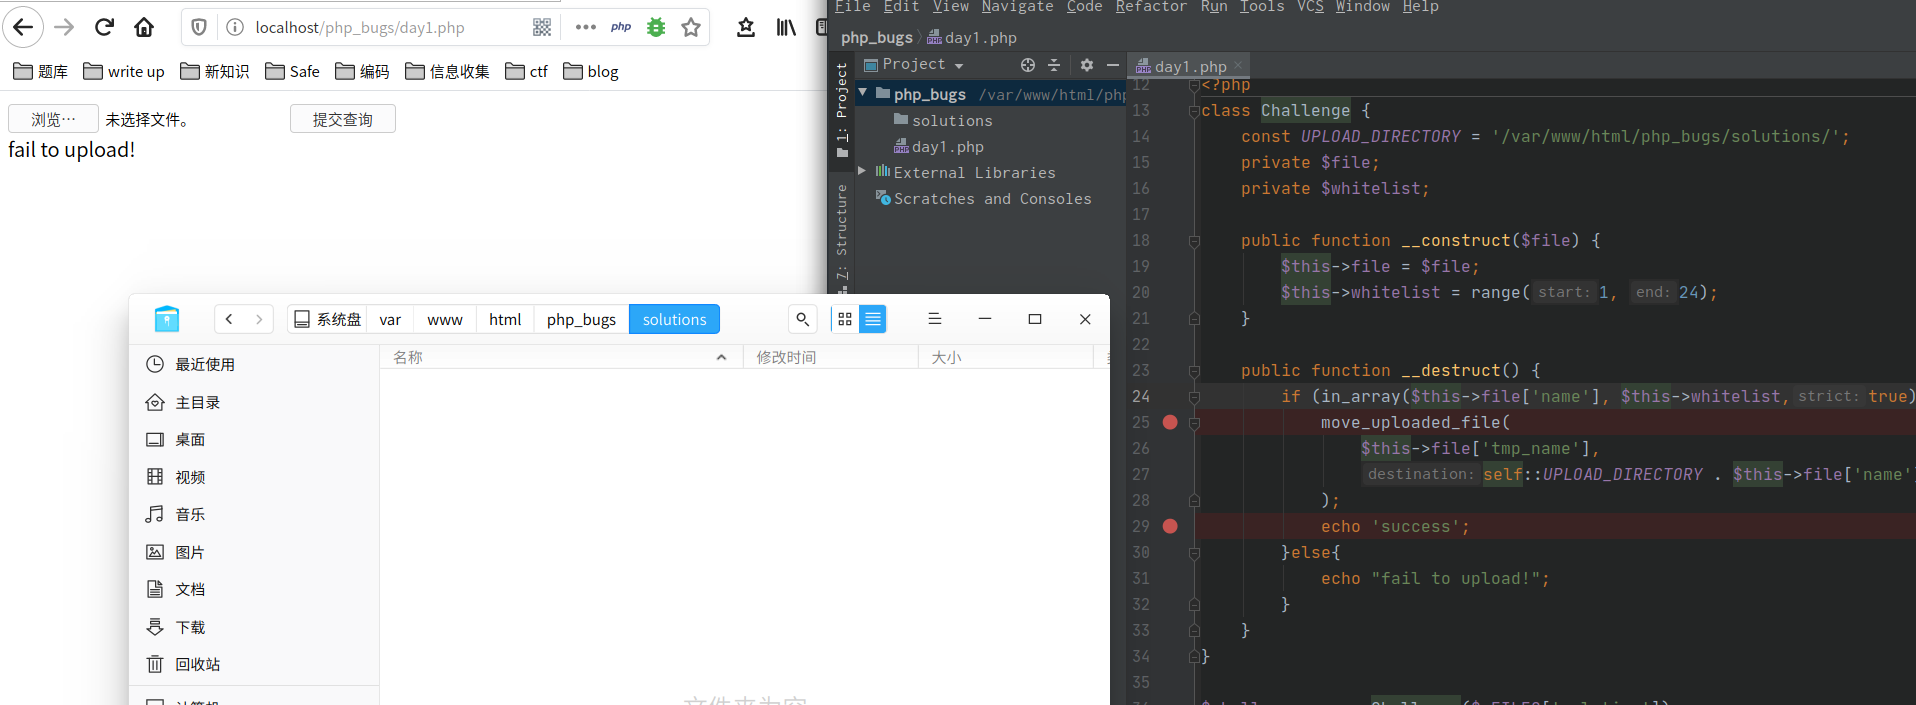 localhost/php_bugs/day1.php
php
题库 write up 新知识 Safe 编码 信息收集 ctf blog
浏览… 未选择文件。 提交查询
fail to upload!
File Edit View Navigate Code Refactor Run Tools VCS Window Help
php_bugs day1.php
Project day1.php
1: Project
7: Structure
php_bugs /var/www/html/php
solutions
day1.php
External Libraries
Scratches and Consoles
12 <?php
13 class Challenge {
14 const UPLOAD_DIRECTORY = '/var/www/html/php_bugs/solutions/';
15 private $file;
16 private $whitelist;
17
18 public function __construct($file) {
19 $this->file = $file;
20 $this->whitelist = range( start: 1, end: 24);
21 }
22
23 public function __destruct() {
24 if (in_array($this->file['name'], $this->whitelist, strict: true)
25 move_uploaded_file(
26 $this->file['tmp_name'],
27 destination: self::UPLOAD_DIRECTORY . $this->file['name'
28 );
29 echo 'success';
30 }else{
31 echo "fail to upload!";
32 }
33 }
34 }
35
系统盘 var www html php_bugs solutions
名称 修改时间 大小
最近使用
主目录
桌面
视频
音乐
图片
文档
下载
回收站